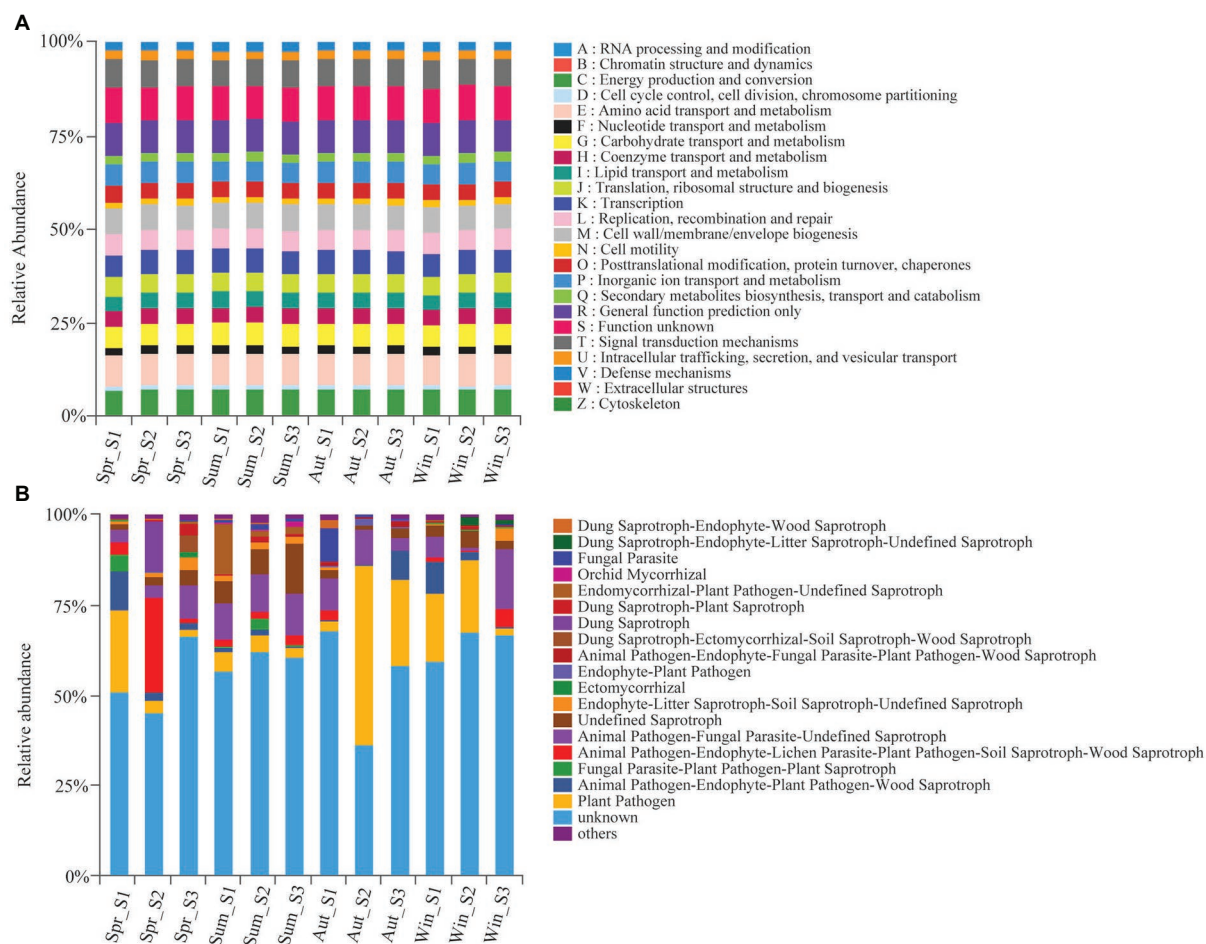 A
100%
75%
50%
25%
0%
Relative Abundance
Spr_S1
Spr_S2
Spr_S3
Sum_S1
Sum_S2
Sum_S3
Aut_S1
Aut_S2
Aut_S3
Win_S1
Win_S2
Win_S3
A : RNA processing and modification
B : Chromatin structure and dynamics
C : Energy production and conversion
D : Cell cycle control, cell division, chromosome partitioning
E : Amino acid transport and metabolism
F : Nucleotide transport and metabolism
G : Carbohydrate transport and metabolism
H : Coenzyme transport and metabolism
I : Lipid transport and metabolism
J : Translation, ribosomal structure and biogenesis
K : Transcription
L : Replication, recombination and repair
M : Cell wall/membrane/envelope biogenesis
N : Cell motility
O : Posttranslational modification, protein turnover, chaperones
P : Inorganic ion transport and metabolism
Q : Secondary metabolites biosynthesis, transport and catabolism
R : General function prediction only
S : Function unknown
T : Signal transduction mechanisms
U : Intracellular trafficking, secretion, and vesicular transport
V : Defense mechanisms
W : Extracellular structures
Z : Cytoskeleton
B
100%
75%
50%
25%
0%
Relative abundance
Spr_S1
Spr_S2
Spr_S3
Sum_S1
Sum_S2
Sum_S3
Aut_S1
Aut_S2
Aut_S3
Win_S1
Win_S2
Win_S3
Dung Saprotroph-Endophyte-Wood Saprotroph
Dung Saprotroph-Endophyte-Litter Saprotroph-Undefined Saprotroph
Fungal Parasite
Orchid Mycorrhizal
Endomycorrhizal-Plant Pathogen-Undefined Saprotroph
Dung Saprotroph-Plant Saprotroph
Dung Saprotroph
Dung Saprotroph-Ectomycorrhizal-Soil Saprotroph-Wood Saprotroph
Animal Pathogen-Endophyte-Fungal Parasite-Plant Pathogen-Wood Saprotroph
Endophyte-Plant Pathogen
Ectomycorrhizal
Endophyte-Litter Saprotroph-Soil Saprotroph-Undefined Saprotroph
Undefined Saprotroph
Animal Pathogen-Fungal Parasite-Undefined Saprotroph
Animal Pathogen-Endophyte-Lichen Parasite-Plant Pathogen-Soil Saprotroph-Wood Saprotroph
Fungal Parasite-Plant Pathogen-Plant Saprotroph
Animal Pathogen-Endophyte-Plant Pathogen-Wood Saprotroph
Plant Pathogen
unknown
others